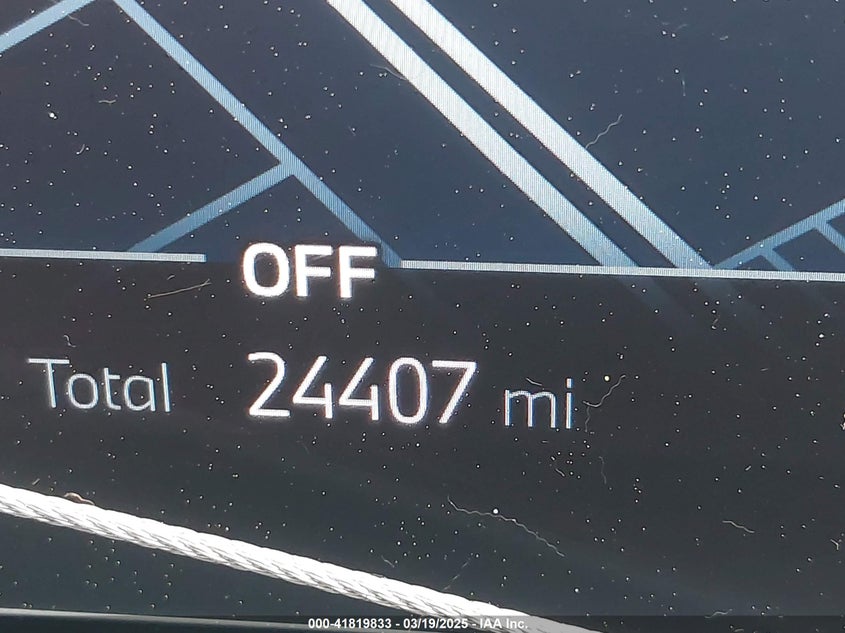 OFF
Total 24407 mi
000-41819833 - 03/19/2025 - IAA Inc.